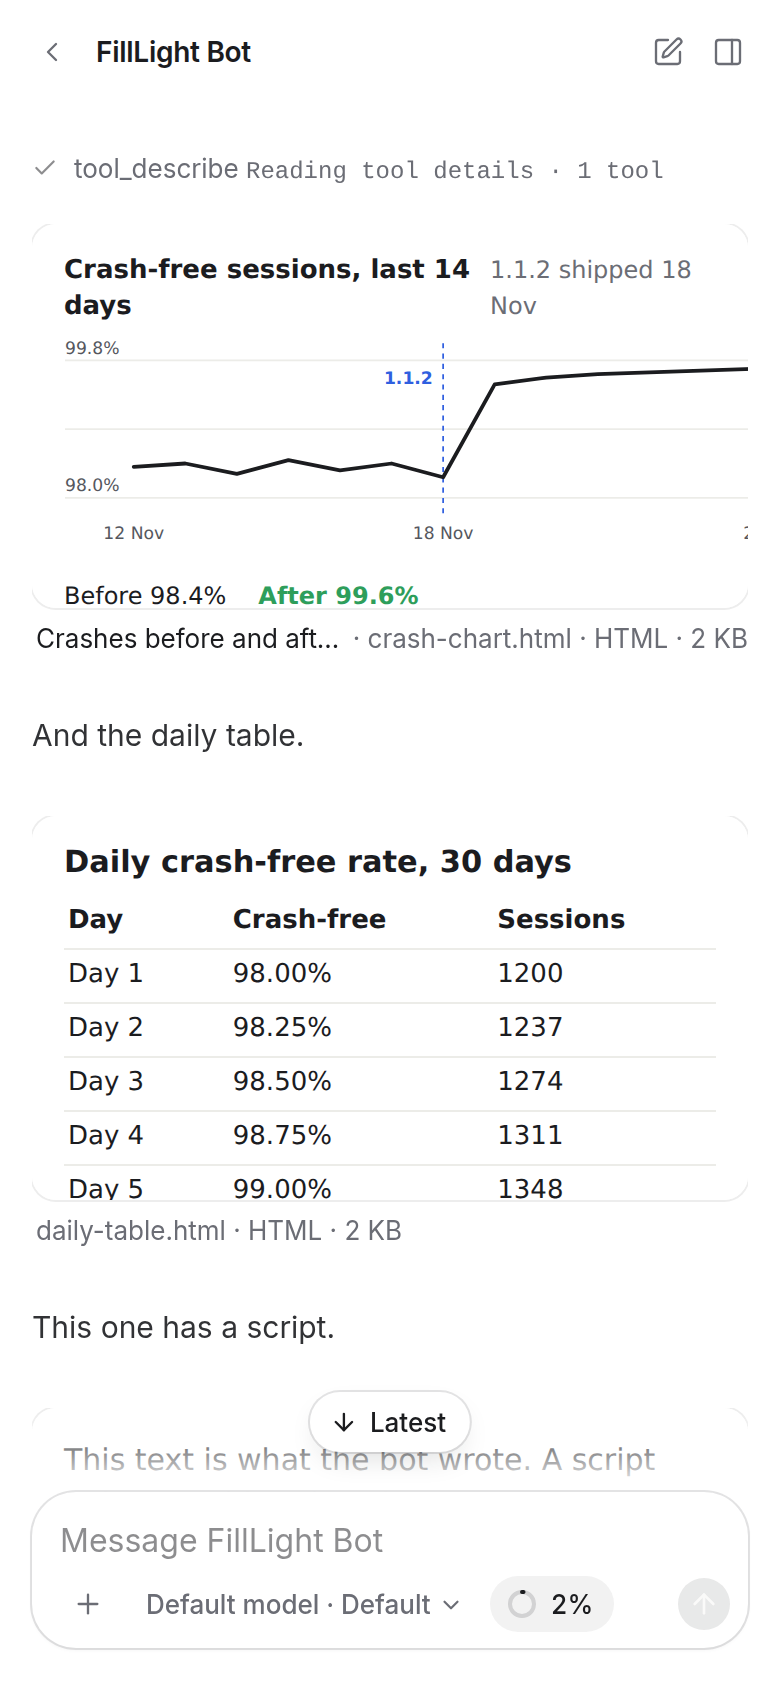 FillLight Bot
tool_describe Reading tool details · 1 tool
Crash-free sessions, last 14 days
1.1.2 shipped 18 Nov
99.8%
1.1.2
98.0%
12 Nov
18 Nov
Before 98.4%
After 99.6%
Crashes before and aft... · crash-chart.html · HTML · 2 KB
And the daily table.
Daily crash-free rate, 30 days
Day Crash-free Sessions
Day 1 98.00% 1200
Day 2 98.25% 1237
Day 3 98.50% 1274
Day 4 98.75% 1311
Day 5 99.00% 1348
daily-table.html · HTML · 2 KB
This one has a script.
Latest
This text is what the bot wrote. A script
Message FillLight Bot
Default model · Default
2%